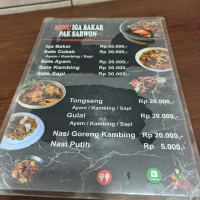 MENU IGA BAKAR
PAK SARWON
Iga Bakar Rp 30.000,-
Sate Cobek Rp 30.000,-
Ayam / Kambing / Sapi
Sate Ayam Rp 20.000,-
Sate Kambing Rp 30.000,-
Sate Sapi Rp 30.000,-
Tongseng Rp 20.000,-
Ayam / Kambing / Sapi
Gulai Rp 20.000,-
Ayam / Kambing / Sapi
Nasi Goreng Kambing Rp 20.000,-
Nasi Putih Rp 5.000,-